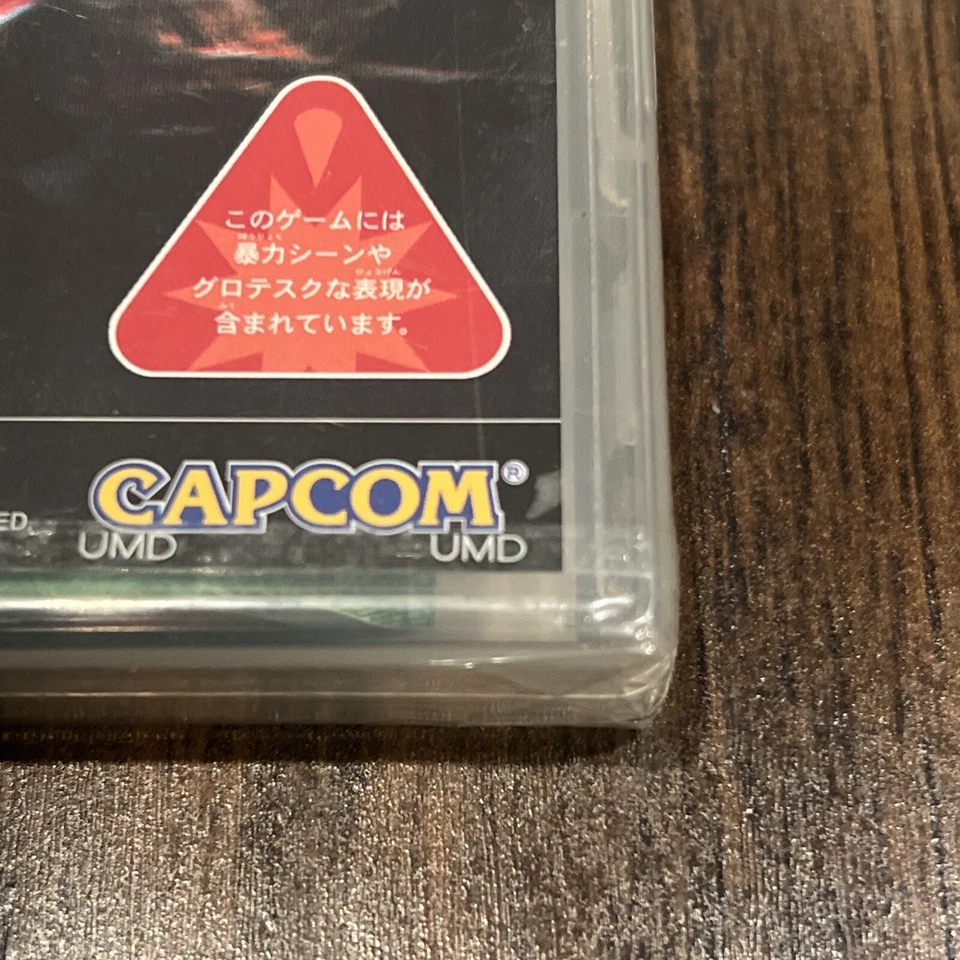 このゲームには
暴力シーンや
グロテスクな表現が
含まれています。
CAPCOM®
ED.
UMD UMD